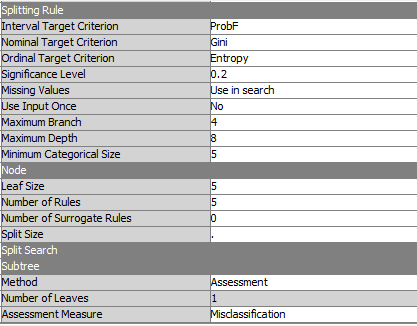 Splitting Rule
Interval Target Criterion ProbF
Nominal Target Criterion Gini
Ordinal Target Criterion Entropy
Significance Level 0.2
Missing Values Use in search
Use Input Once No
Maximum Branch 4
Maximum Depth 8
Minimum Categorical Size 5
Node
Leaf Size 5
Number of Rules 5
Number of Surrogate Rules 0
Split Size .
Split Search
Subtree
Method Assessment
Number of Leaves 1
Assessment Measure Misclassification